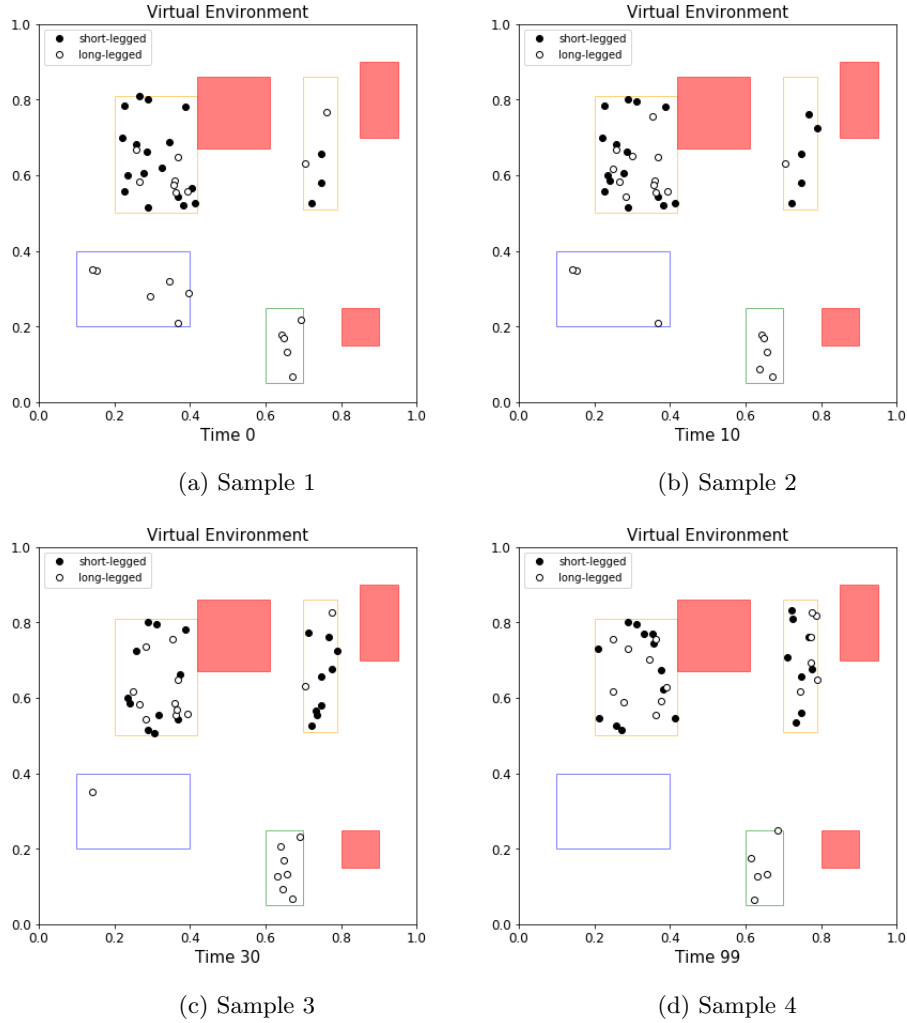 Virtual Environment
1.0
short-legged
long-legged
0.8
0.6
0.4
0.2
0.0
0.0 0.2 0.4 0.6 0.8 1.0
Time 0
(a) Sample 1
Virtual Environment
1.0
short-legged
long-legged
0.8
0.6
0.4
0.2
0.0
0.0 0.2 0.4 0.6 0.8 1.0
Time 10
(b) Sample 2
Virtual Environment
1.0
short-legged
long-legged
0.8
0.6
0.4
0.2
0.0
0.0 0.2 0.4 0.6 0.8 1.0
Time 30
(c) Sample 3
Virtual Environment
1.0
short-legged
long-legged
0.8
0.6
0.4
0.2
0.0
0.0 0.2 0.4 0.6 0.8 1.0
Time 99
(d) Sample 4